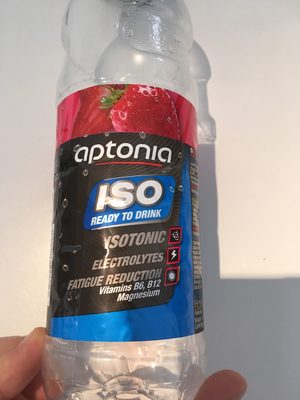 aptonia
ISO
READY TO DRINK
ISOTONIC
ELECTROLYTES
FATIGUE REDUCTION
Vitamins B6, B12
Magnesium